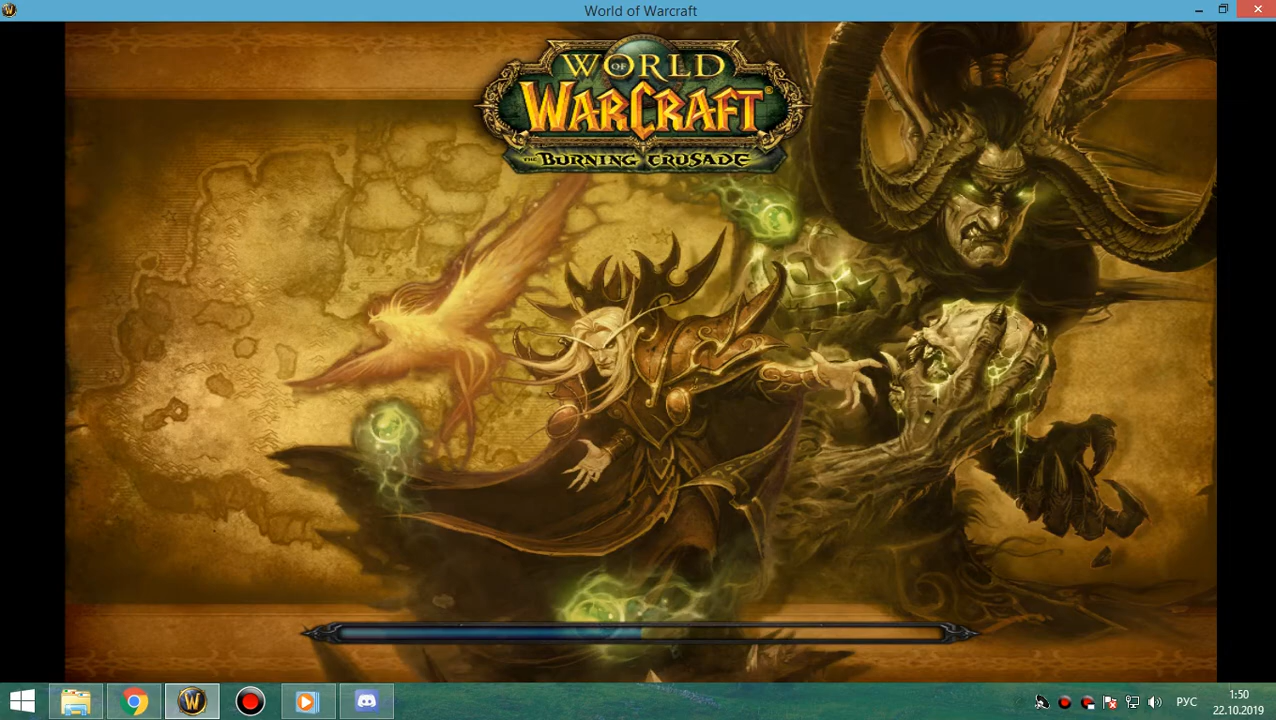 World of Warcraft
WORLD
OF
WARCRAFT®
THE BURNING CRUSADE
W
РУС
1:50
22.10.2019